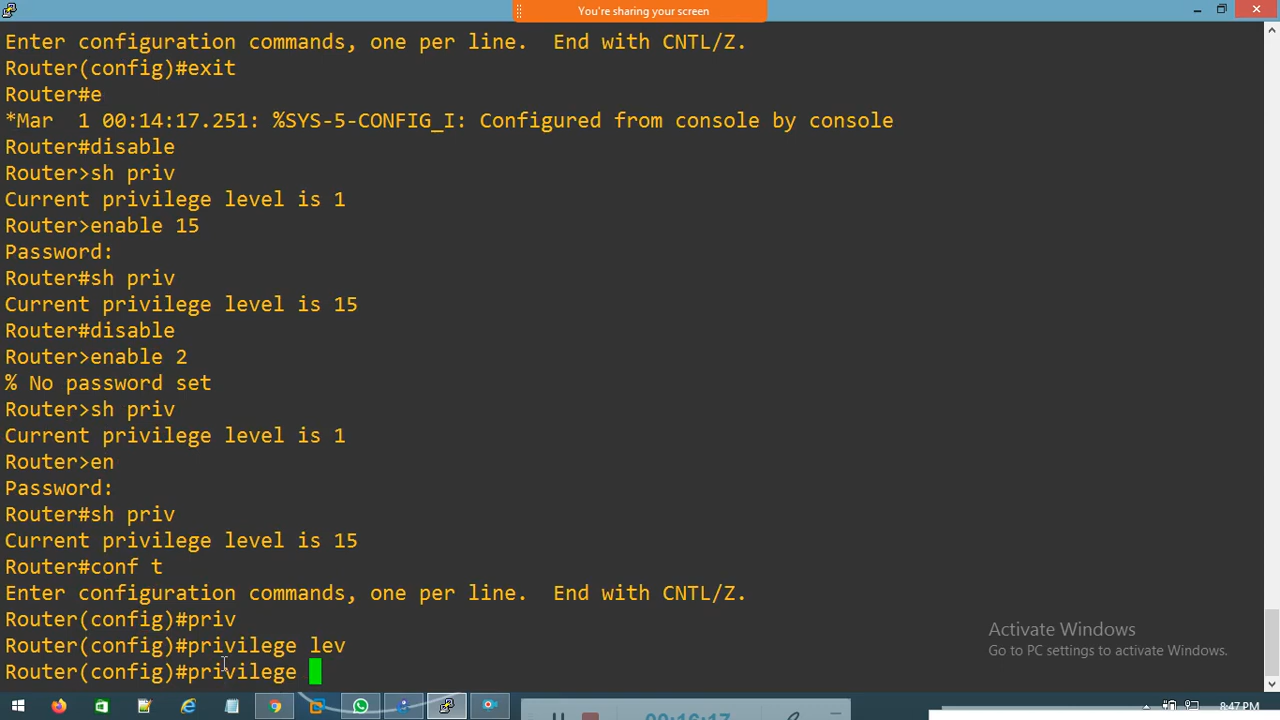 You're sharing your screen
Enter configuration commands, one per line.  End with CNTL/Z.
Router(config)#exit
Router#e
*Mar  1 00:14:17.251: %SYS-5-CONFIG_I: Configured from console by console
Router#disable
Router>sh priv
Current privilege level is 1
Router>enable 15
Password:
Router#sh priv
Current privilege level is 15
Router#disable
Router>enable 2
% No password set
Router>sh priv
Current privilege level is 1
Router>en
Password:
Router#sh priv
Current privilege level is 15
Router#conf t
Enter configuration commands, one per line.  End with CNTL/Z.
Router(config)#priv
Router(config)#privilege lev
Router(config)#privilege
Activate Windows
Go to PC settings to activate Windows.
00:16:17
8:47 PM